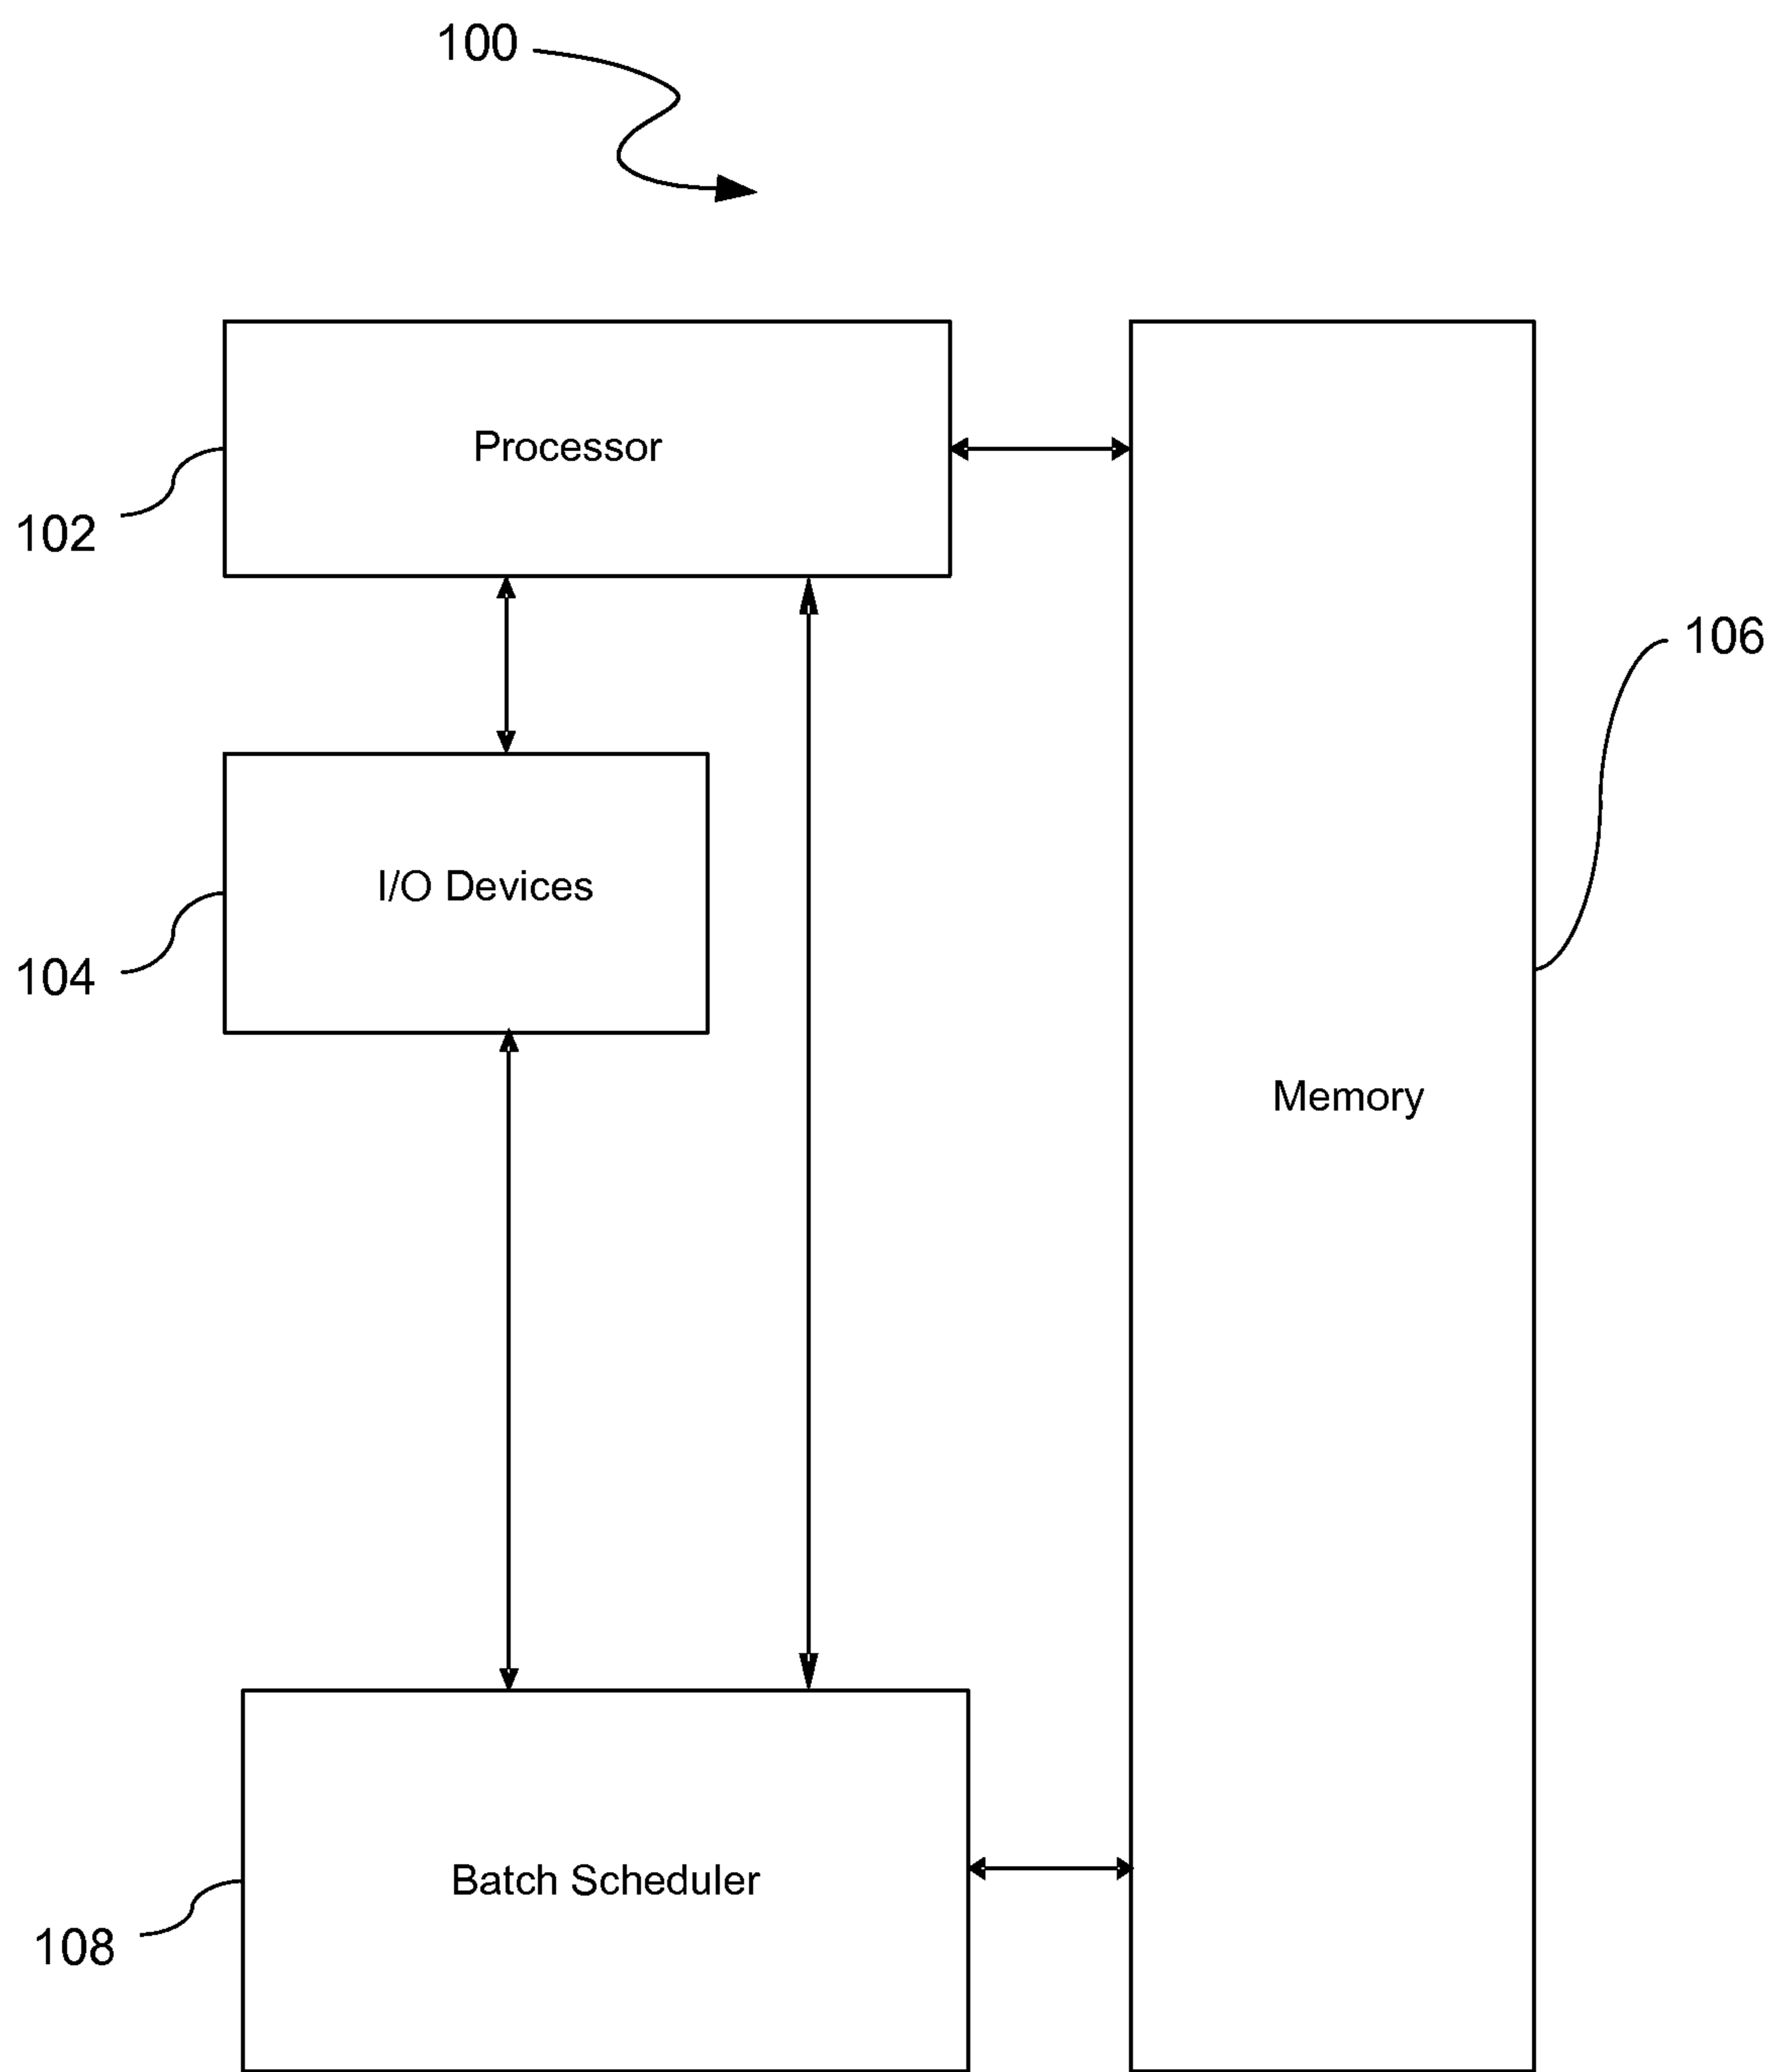 100
Processor
102
106
I/O Devices
104
Memory
Batch Scheduler
108